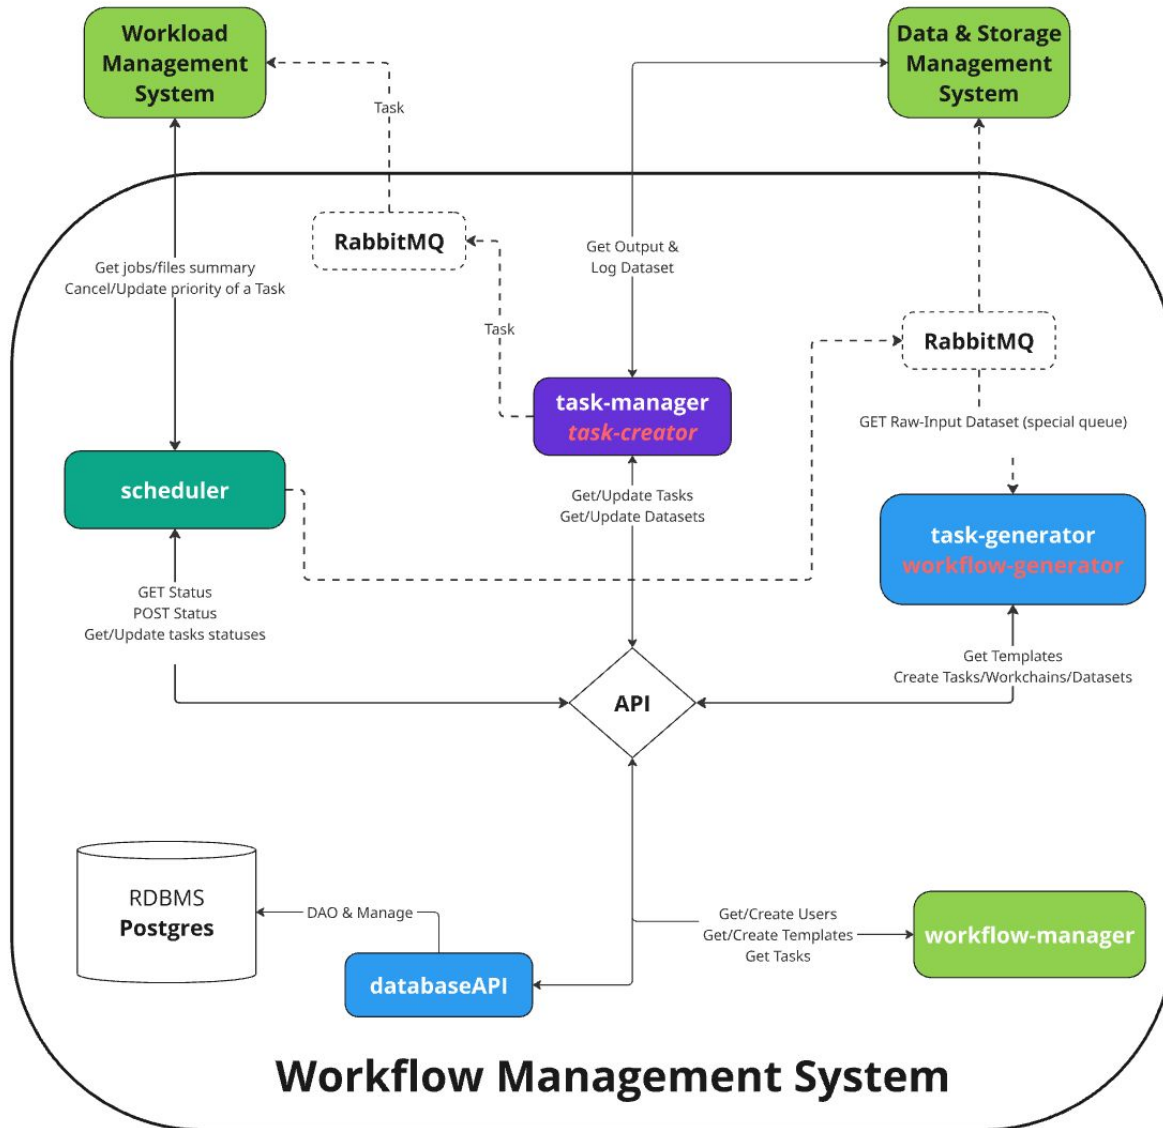 Workload
Management
System
Data & Storage
Management
System
Task
RabbitMQ
Get Output &
Log Dataset
Get jobs/files summary
Cancel/Update priority of a Task
Task
RabbitMQ
task-manager
task-creator
GET Raw-Input Dataset (special queue)
scheduler
Get/Update Tasks
Get/Update Datasets
task-generator
workflow-generator
GET Status
POST Status
Get/Update tasks statuses
Get Templates
Create Tasks/Workchains/Datasets
API
RDBMS
Postgres
DAO & Manage
Get/Create Users
Get/Create Templates
Get Tasks
workflow-manager
databaseAPI
Workflow Management System